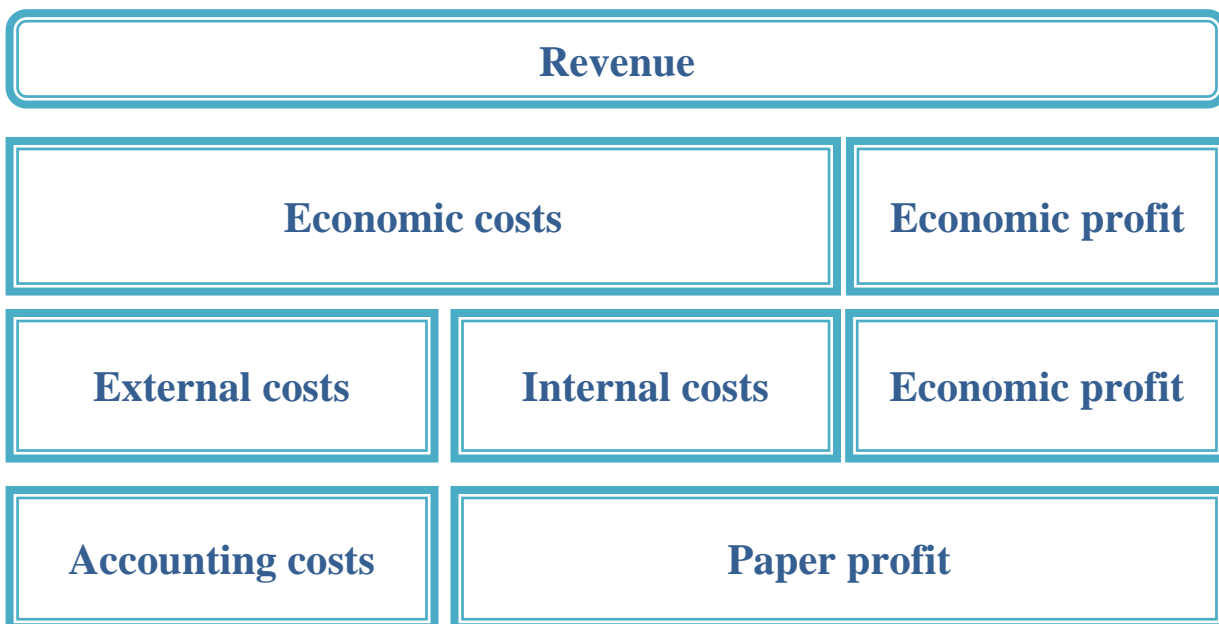 Revenue
Economic costs
Economic profit
External costs
Internal costs
Economic profit
Accounting costs
Paper profit